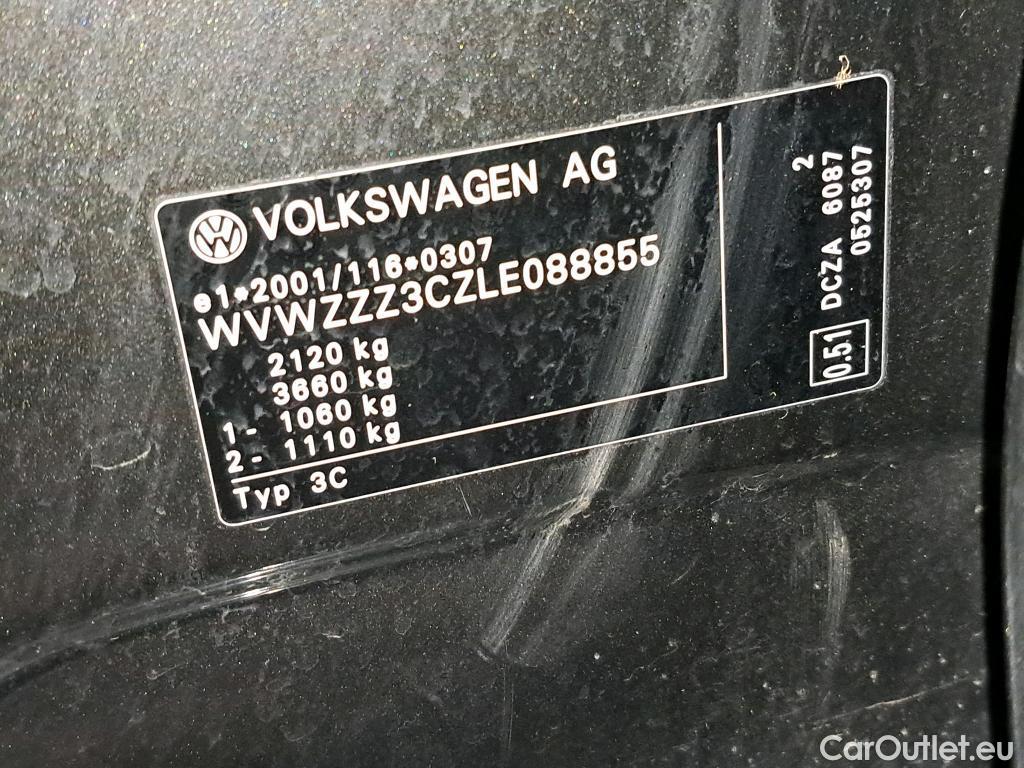 VOLKSWAGEN AG
e1*2001/116*0307
WVWZZZ3CZLE088855
2120 kg
3660 kg
1- 1060 kg
2- 1110 kg
Typ 3C
0.51 DCZA 6087 2
0525307
CarOutlet.eu